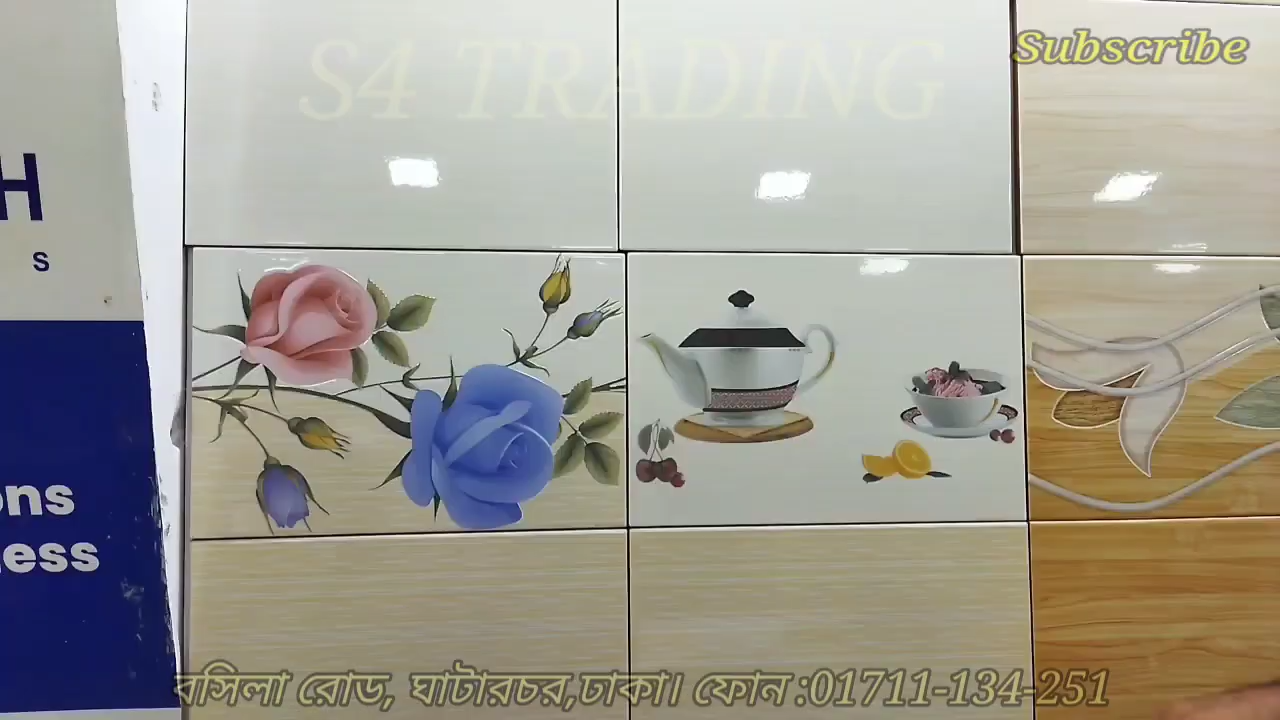 S4 TRADING
Subscribe
H
s
ons
ess
বসিলা রোড, ঘাটারচর,ঢাকা। ফোন :01711-134-251